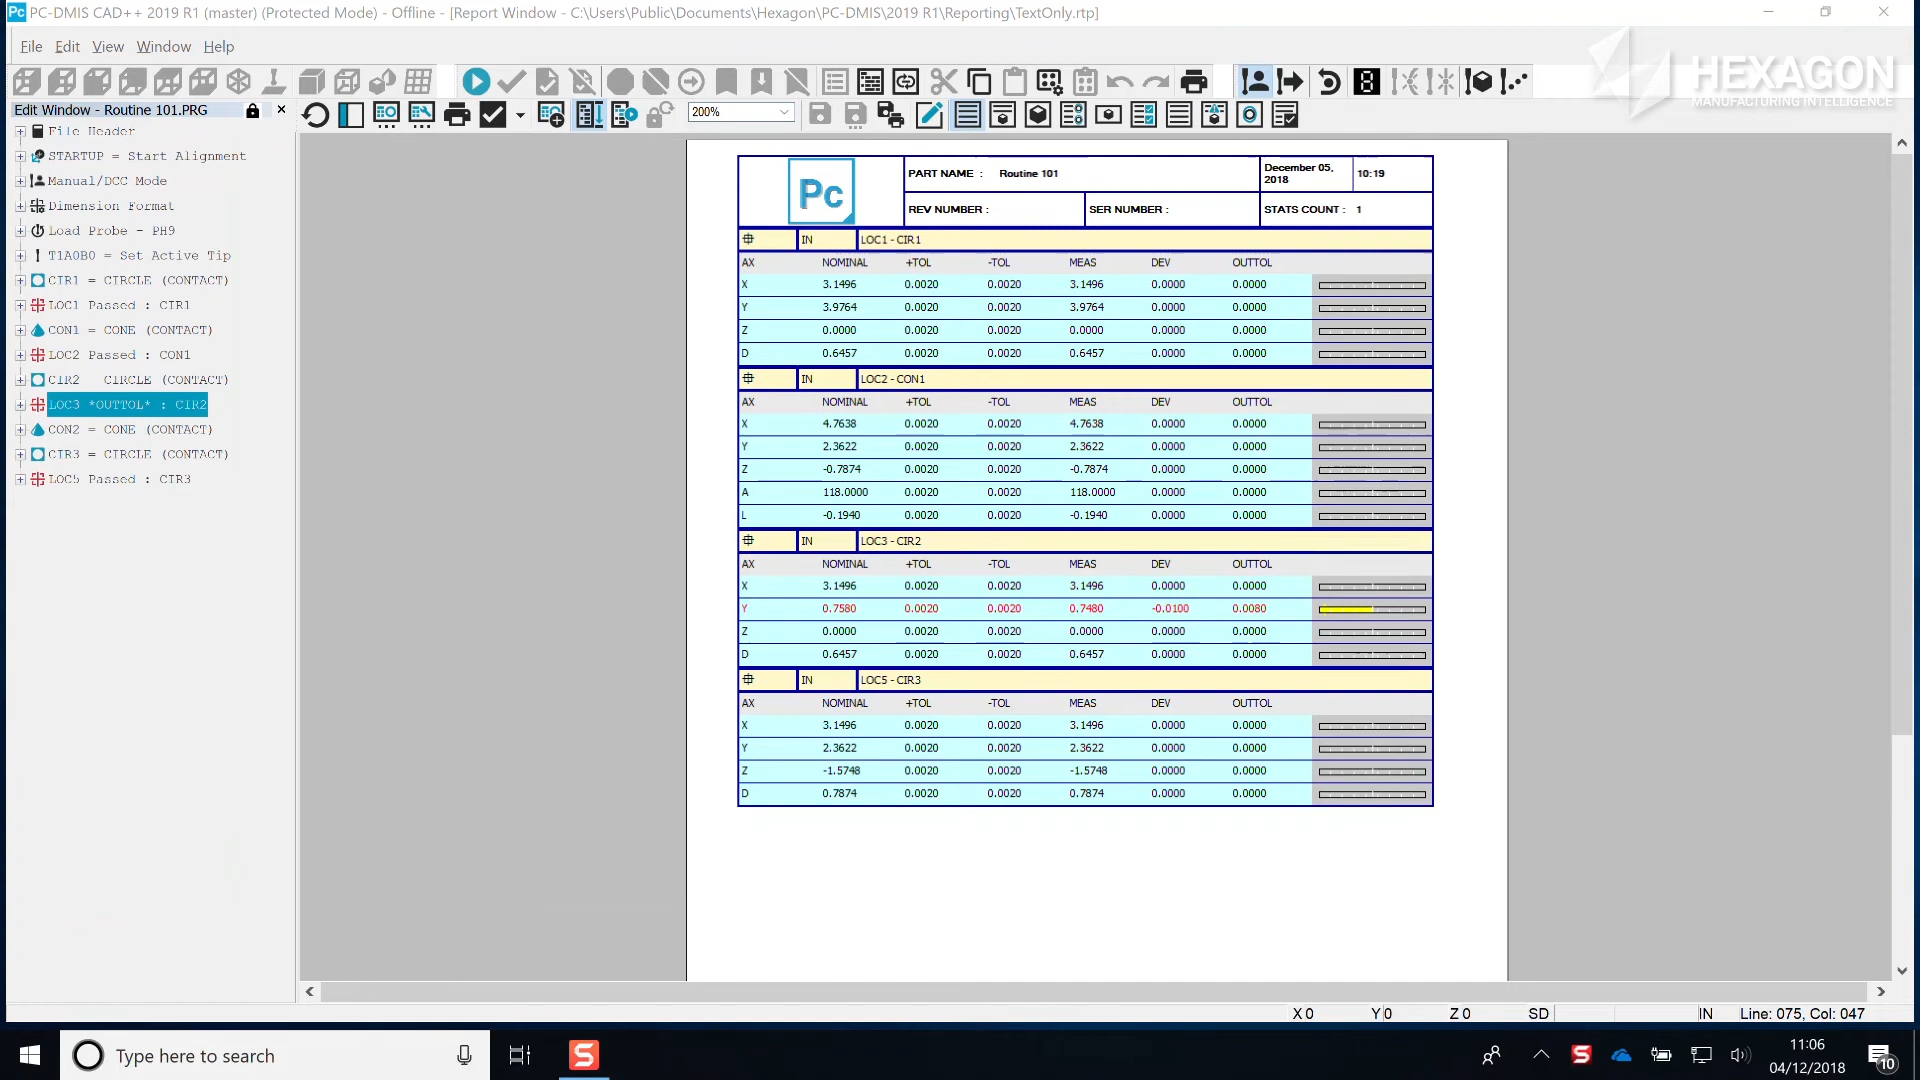 Pc PC-DMIS CAD++ 2019 R1 (master) (Protected Mode) - Offline - [Report Window - C:\Users\Public\Documents\Hexagon\PC-DMIS\2019 R1\Reporting\TextOnly.rtp]
File Edit View Window Help
HEXAGON
MANUFACTURING INTELLIGENCE
Edit Window - Routine 101.PRG
200%
File Header
STARTUP = Start Alignment
Manual/DCC Mode
Dimension Format
Load Probe - PH9
T1A0B0 = Set Active Tip
CIR1 = CIRCLE (CONTACT)
LOC1 Passed : CIR1
CON1 = CONE (CONTACT)
LOC2 Passed : CON1
CIR2 CIRCLE (CONTACT)
LOC3 *OUTTOL* : CIR2
CON2 = CONE (CONTACT)
CIR3 = CIRCLE (CONTACT)
LOC5 Passed : CIR3
Pc
PART NAME : Routine 101
December 05, 2018
10:19
REV NUMBER :
SER NUMBER :
STATS COUNT : 1
IN LOC1 - CIR1
AX NOMINAL +TOL -TOL MEAS DEV OUTTOL
X 3.1496 0.0020 0.0020 3.1496 0.0000 0.0000
Y 3.9764 0.0020 0.0020 3.9764 0.0000 0.0000
Z 0.0000 0.0020 0.0020 0.0000 0.0000 0.0000
D 0.6457 0.0020 0.0020 0.6457 0.0000 0.0000
IN LOC2 - CON1
AX NOMINAL +TOL -TOL MEAS DEV OUTTOL
X 4.7638 0.0020 0.0020 4.7638 0.0000 0.0000
Y 2.3622 0.0020 0.0020 2.3622 0.0000 0.0000
Z -0.7874 0.0020 0.0020 -0.7874 0.0000 0.0000
A 118.0000 0.0020 0.0020 118.0000 0.0000 0.0000
L -0.1940 0.0020 0.0020 -0.1940 0.0000 0.0000
IN LOC3 - CIR2
AX NOMINAL +TOL -TOL MEAS DEV OUTTOL
X 3.1496 0.0020 0.0020 3.1496 0.0000 0.0000
Y 0.7580 0.0020 0.0020 0.7480 -0.0100 0.0080
Z 0.0000 0.0020 0.0020 0.0000 0.0000 0.0000
D 0.6457 0.0020 0.0020 0.6457 0.0000 0.0000
IN LOC5 - CIR3
AX NOMINAL +TOL -TOL MEAS DEV OUTTOL
X 3.1496 0.0020 0.0020 3.1496 0.0000 0.0000
Y 2.3622 0.0020 0.0020 2.3622 0.0000 0.0000
Z -1.5748 0.0020 0.0020 -1.5748 0.0000 0.0000
D 0.7874 0.0020 0.0020 0.7874 0.0000 0.0000
X 0 Y 0 Z 0 SD IN Line: 075, Col: 047
Type here to search
11:06
04/12/2018
10